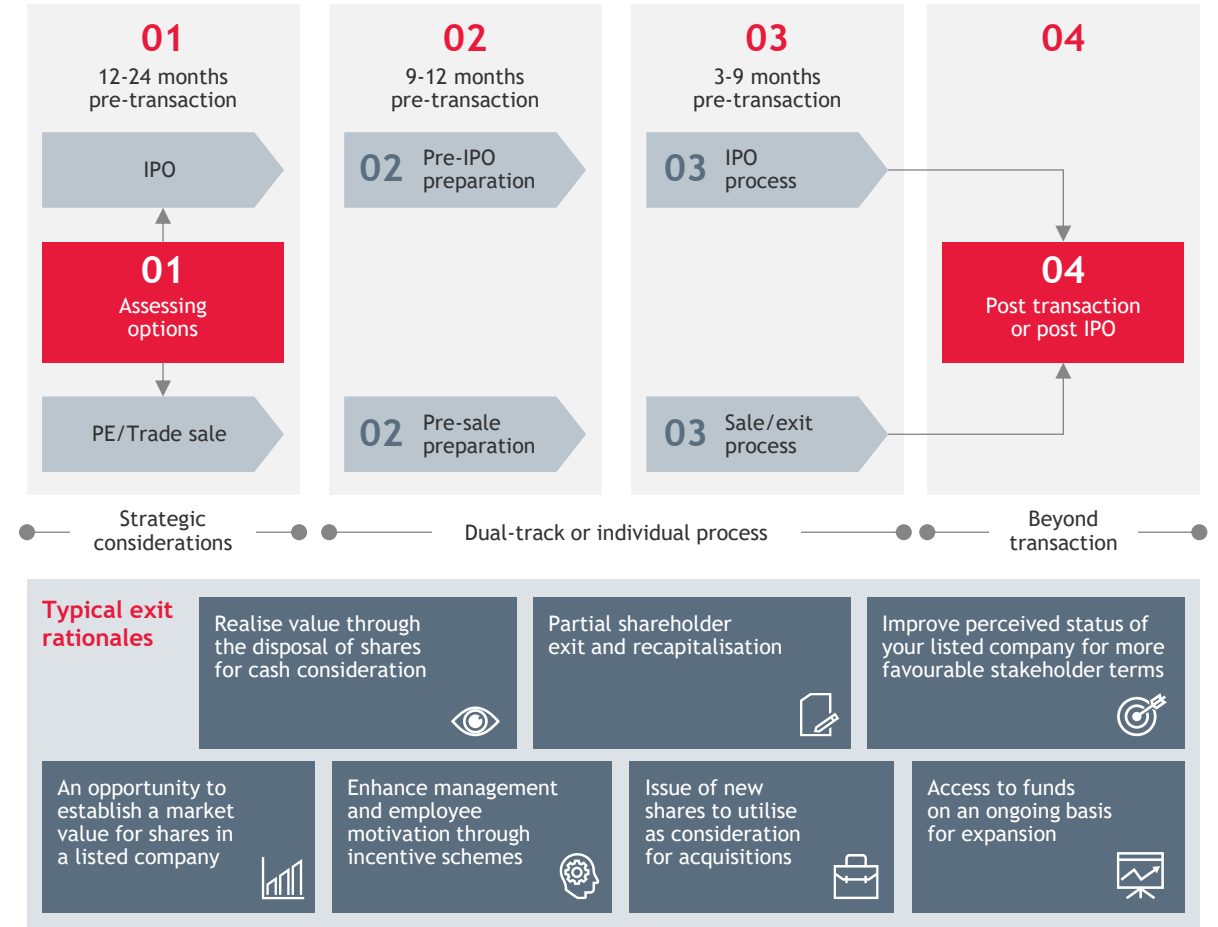 01
12-24 months
pre-transaction
02
9-12 months
pre-transaction
03
3-9 months
pre-transaction
04
IPO
02
Pre-IPO
preparation
03
IPO
process
01
Assessing
options
04
Post transaction
or post IPO
PE/Trade sale
02
Pre-sale
preparation
03
Sale/exit
process
Strategic
considerations
Dual-track or individual process
Beyond
transaction
Typical exit
rationales
Realise value through
the disposal of shares
for cash consideration
Partial shareholder
exit and recapitalisation
Improve perceived status of
your listed company for more
favourable stakeholder terms
An opportunity to
establish a market
value for shares in
a listed company
Enhance management
and employee
motivation through
incentive schemes
Issue of new
shares to utilise
as consideration
for acquisitions
Access to funds
on an ongoing basis
for expansion